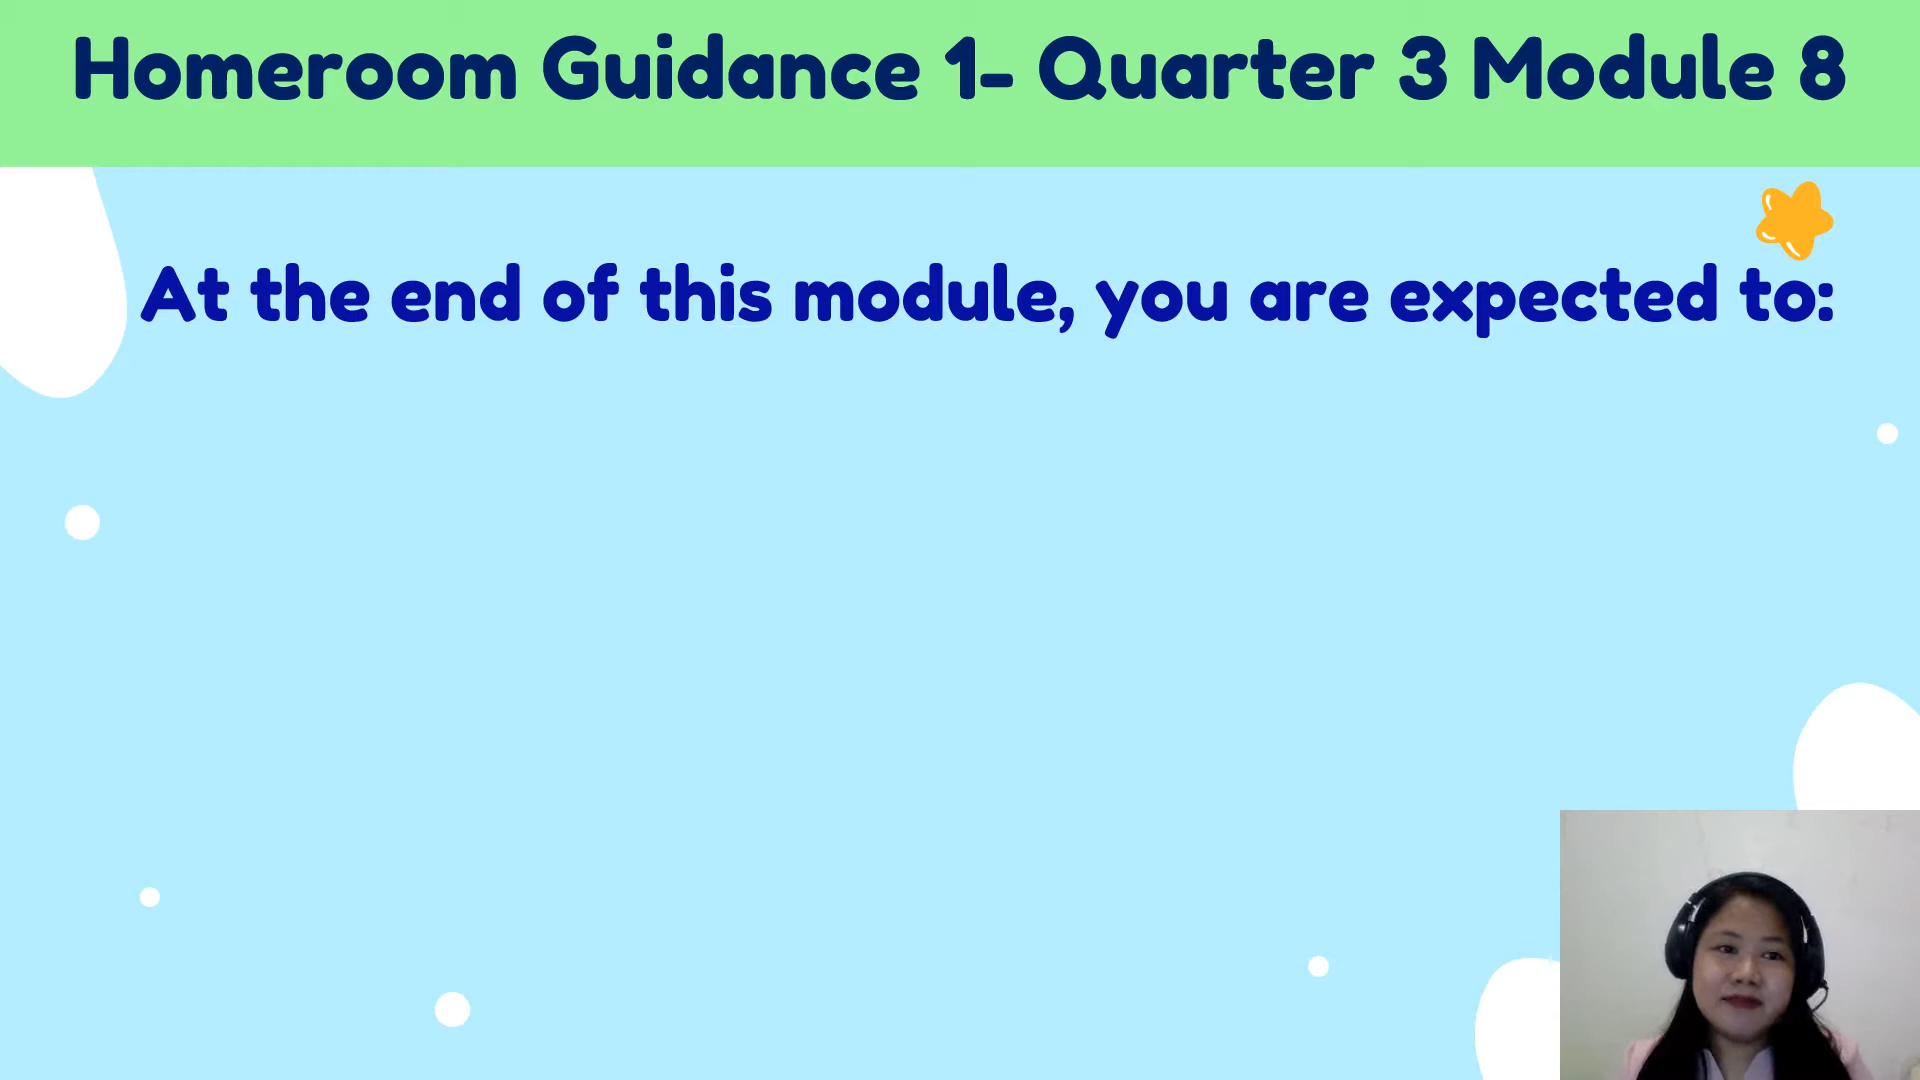 Homeroom Guidance 1- Quarter 3 Module 8
At the end of this module, you are expected to: